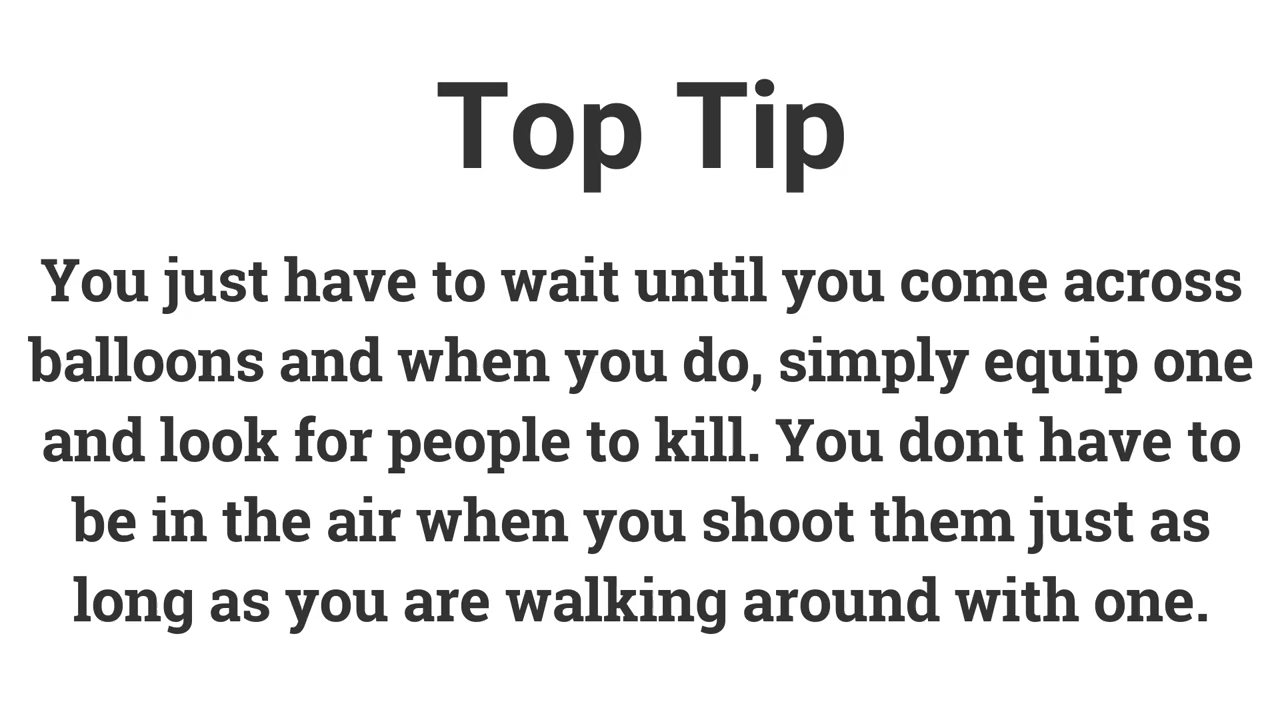 Top Tip
You just have to wait until you come across
balloons and when you do, simply equip one
and look for people to kill. You dont have to
be in the air when you shoot them just as
long as you are walking around with one.